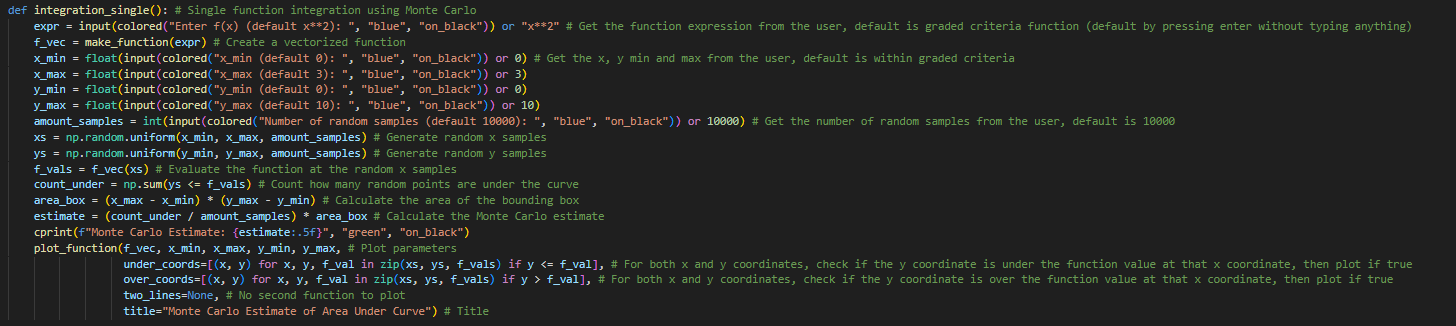 def integration_single(): # Single function integration using Monte Carlo
    expr = input(colored("Enter f(x) (default x**2): ", "blue", "on_black")) or "x**2" # Get the function expression from the user, default is graded criteria function (default by pressing enter without typing anything)
    f_vec = make_function(expr) # Create a vectorized function
    x_min = float(input(colored("x_min (default 0): ", "blue", "on_black")) or 0) # Get the x, y min and max from the user, default is within graded criteria
    x_max = float(input(colored("x_max (default 3): ", "blue", "on_black")) or 3)
    y_min = float(input(colored("y_min (default 0): ", "blue", "on_black")) or 0)
    y_max = float(input(colored("y_max (default 10): ", "blue", "on_black")) or 10)
    amount_samples = int(input(colored("Number of random samples (default 10000): ", "blue", "on_black")) or 10000) # Get the number of random samples from the user, default is 10000
    xs = np.random.uniform(x_min, x_max, amount_samples) # Generate random x samples
    ys = np.random.uniform(y_min, y_max, amount_samples) # Generate random y samples
    f_vals = f_vec(xs) # Evaluate the function at the random x samples
    count_under = np.sum(ys <= f_vals) # Count how many random points are under the curve
    area_box = (x_max - x_min) * (y_max - y_min) # Calculate the area of the bounding box
    estimate = (count_under / amount_samples) * area_box # Calculate the Monte Carlo estimate
    cprint(f"Monte Carlo Estimate: {estimate:.5f}", "green", "on_black")
    plot_function(f_vec, x_min, x_max, y_min, y_max, # Plot parameters
                  under_coords=[(x, y) for x, y, f_val in zip(xs, ys, f_vals) if y <= f_val], # For both x and y coordinates, check if the y coordinate is under the function value at that x coordinate, then plot if true
                  over_coords=[(x, y) for x, y, f_val in zip(xs, ys, f_vals) if y > f_val], # For both x and y coordinates, check if the y coordinate is over the function value at that x coordinate, then plot if true
                  two_lines=None, # No second function to plot
                  title="Monte Carlo Estimate of Area Under Curve") # Title